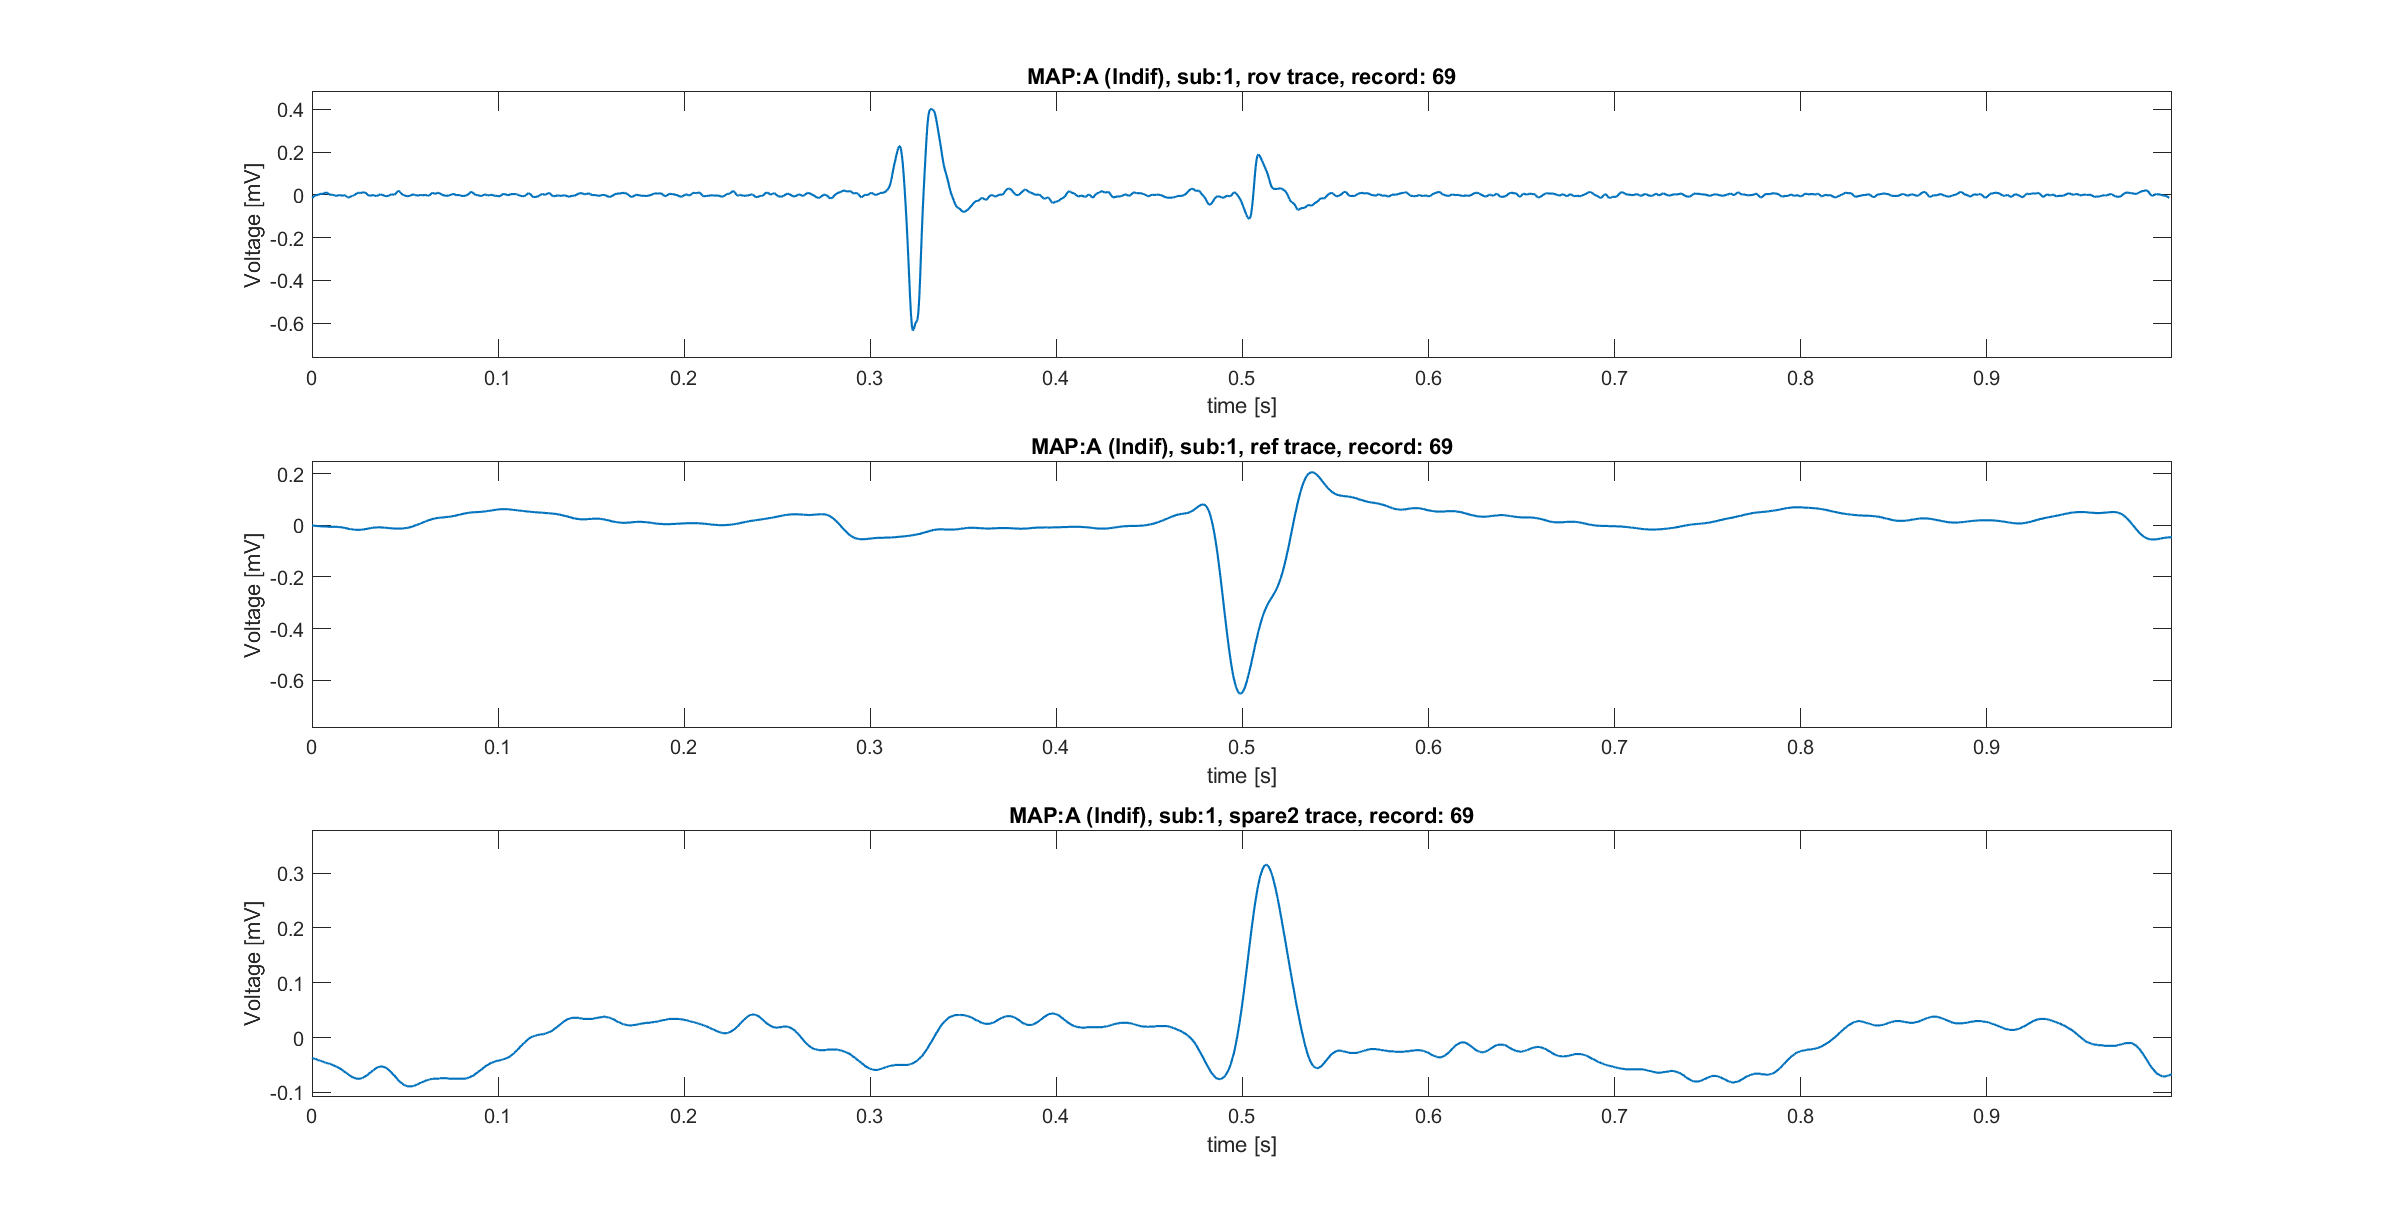 MAP:A (Indif), sub:1, rov trace, record: 69
Voltage [mV]
0.4
0.2
0
-0.2
-0.4
-0.6
0 0.1 0.2 0.3 0.4 0.5 0.6 0.7 0.8 0.9
time [s]
MAP:A (Indif), sub:1, ref trace, record: 69
Voltage [mV]
0.2
0
-0.2
-0.4
-0.6
0 0.1 0.2 0.3 0.4 0.5 0.6 0.7 0.8 0.9
time [s]
MAP:A (Indif), sub:1, spare2 trace, record: 69
Voltage [mV]
0.3
0.2
0.1
0
-0.1
0 0.1 0.2 0.3 0.4 0.5 0.6 0.7 0.8 0.9
time [s]